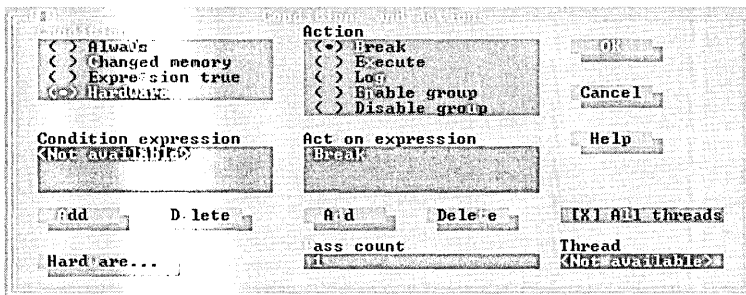 Conditions and actions
Action
( ) Always
( ) Changed memory
( ) Expression true
(•) Hardware
(•) Break
( ) Execute
( ) Log
( ) Enable group
( ) Disable group
OK
Cancel
Help
Condition expression
<Not available>
Act on expression
Break
Add
Delete
Add
Delete
[X] All threads
Hardware...
Pass count
1
Thread
<Not available>